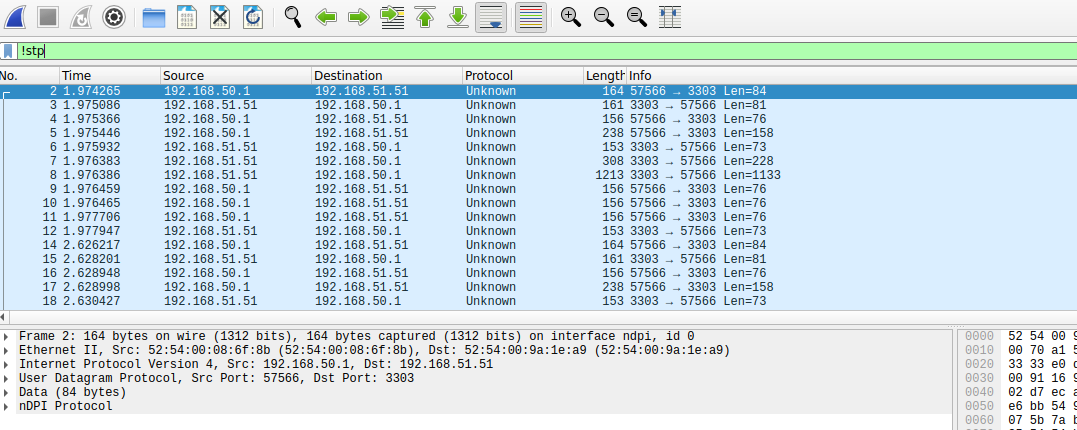 !stp
No. Time Source Destination Protocol Length Info
2 1.974265 192.168.50.1 192.168.51.51 Unknown 164 57566 → 3303 Len=84
3 1.975086 192.168.51.51 192.168.50.1 Unknown 161 3303 → 57566 Len=81
4 1.975366 192.168.50.1 192.168.51.51 Unknown 156 57566 → 3303 Len=76
5 1.975446 192.168.50.1 192.168.51.51 Unknown 238 57566 → 3303 Len=158
6 1.975932 192.168.51.51 192.168.50.1 Unknown 153 3303 → 57566 Len=73
7 1.976383 192.168.51.51 192.168.50.1 Unknown 308 3303 → 57566 Len=228
8 1.976386 192.168.51.51 192.168.50.1 Unknown 1213 3303 → 57566 Len=1133
9 1.976459 192.168.50.1 192.168.51.51 Unknown 156 57566 → 3303 Len=76
10 1.976465 192.168.50.1 192.168.51.51 Unknown 156 57566 → 3303 Len=76
11 1.977706 192.168.50.1 192.168.51.51 Unknown 156 57566 → 3303 Len=76
12 1.977947 192.168.51.51 192.168.50.1 Unknown 153 3303 → 57566 Len=73
14 2.626217 192.168.50.1 192.168.51.51 Unknown 164 57566 → 3303 Len=84
15 2.628201 192.168.51.51 192.168.50.1 Unknown 161 3303 → 57566 Len=81
16 2.628948 192.168.50.1 192.168.51.51 Unknown 156 57566 → 3303 Len=76
17 2.628998 192.168.50.1 192.168.51.51 Unknown 238 57566 → 3303 Len=158
18 2.630427 192.168.51.51 192.168.50.1 Unknown 153 3303 → 57566 Len=73
Frame 2: 164 bytes on wire (1312 bits), 164 bytes captured (1312 bits) on interface ndpi, id 0
Ethernet II, Src: 52:54:00:08:6f:8b (52:54:00:08:6f:8b), Dst: 52:54:00:9a:1e:a9 (52:54:00:9a:1e:a9)
Internet Protocol Version 4, Src: 192.168.50.1, Dst: 192.168.51.51
User Datagram Protocol, Src Port: 57566, Dst Port: 3303
Data (84 bytes)
nDPI Protocol
0000 52 54 00
0010 00 70 a1
0020 33 33 e0
0030 00 91 16
0040 02 d7 ec
0050 e6 bb 54
0060 07 5b 7a